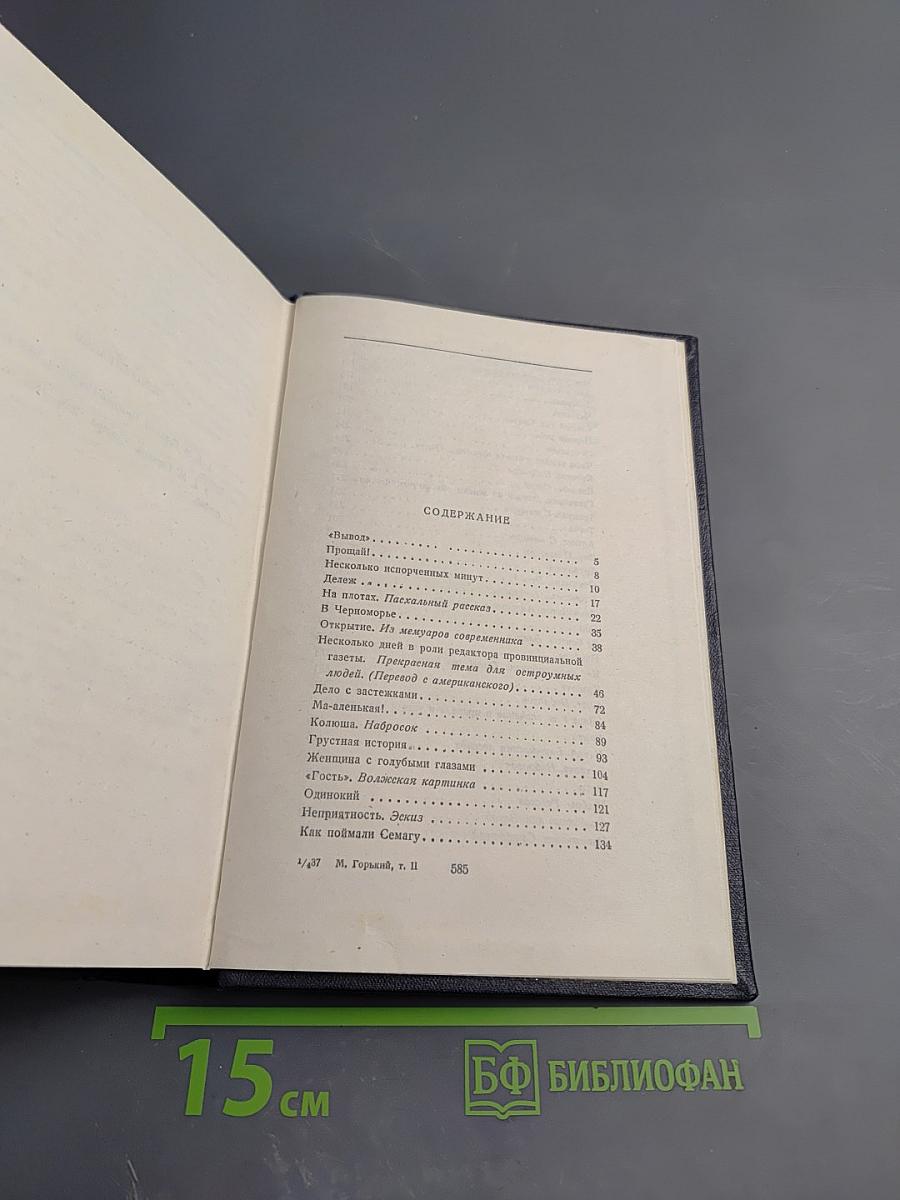 СОДЕРЖАНИЕ
«Вывод» . . . . . . . . . . . . . . . . . . . . . . . . 5
Прощай! . . . . . . . . . . . . . . . . . . . . . . . . 8
Несколько испорченных минут . . . . . . . . . . . . 10
Дележ . . . . . . . . . . . . . . . . . . . . . . . . 17
На плотах. Пасхальный рассказ . . . . . . . . . . . . 22
В Черноморье . . . . . . . . . . . . . . . . . . . . 35
Открытие. Из мемуаров современника . . . . . . . 38
Несколько дней в роли редактора провинциальной
газеты. Прекрасная тема для остроумных
людей. (Перевод с американского) . . . . . . . . . 46
Дело с застежками . . . . . . . . . . . . . . . . . . 72
Ма-аленькая! . . . . . . . . . . . . . . . . . . . . . 84
Колюша. Набросок . . . . . . . . . . . . . . . . . . 89
Грустная история . . . . . . . . . . . . . . . . . . 93
Женщина с голубыми глазами . . . . . . . . . . . . 104
«Гость». Волжская картинка . . . . . . . . . . . . 117
Одинокий . . . . . . . . . . . . . . . . . . . . . . 121
Неприятность. Эскиз . . . . . . . . . . . . . . . . 127
Как поймали Семагу . . . . . . . . . . . . . . . . . 134
1/437 М. Горький, т. II 585
15 см БФ БИБЛИОФАН